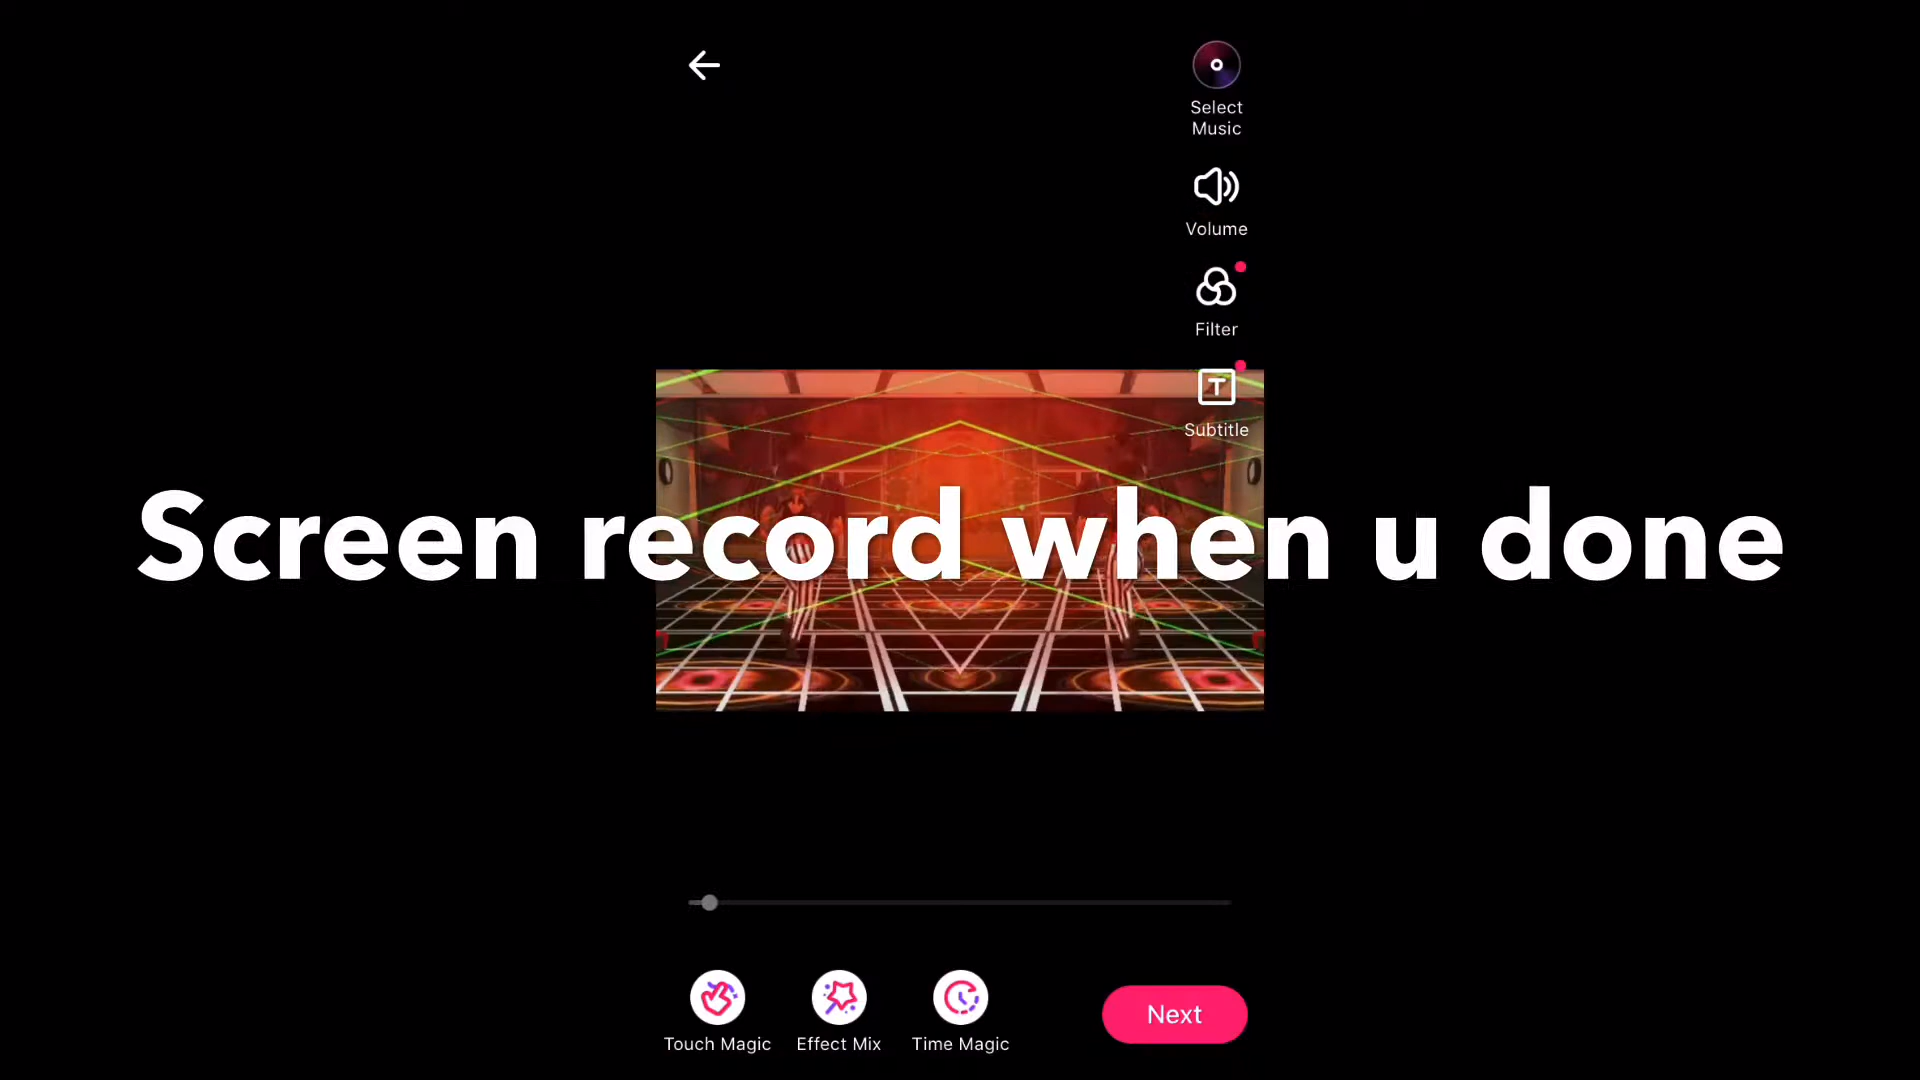 Select
Music
Volume
Filter
Subtitle
Screen record when u done
Touch Magic
Effect Mix
Time Magic
Next